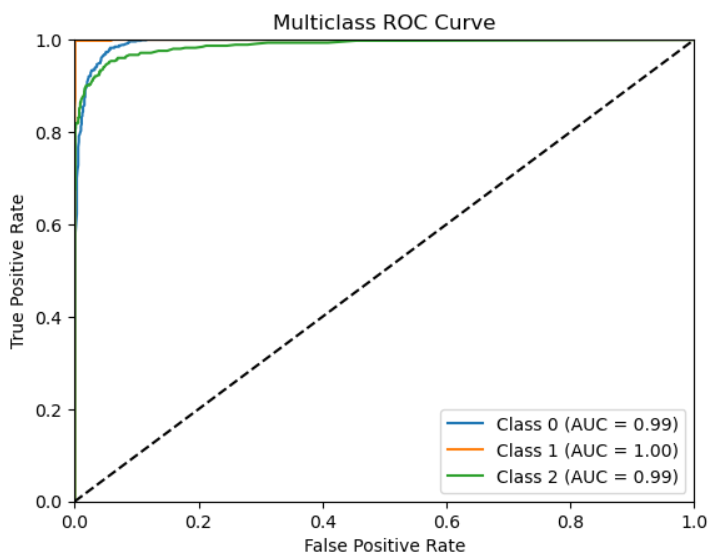 Multiclass ROC Curve
True Positive Rate
1.0
0.8
0.6
0.4
0.2
0.0
Class 0 (AUC = 0.99)
Class 1 (AUC = 1.00)
Class 2 (AUC = 0.99)
0.0 0.2 0.4 0.6 0.8 1.0
False Positive Rate